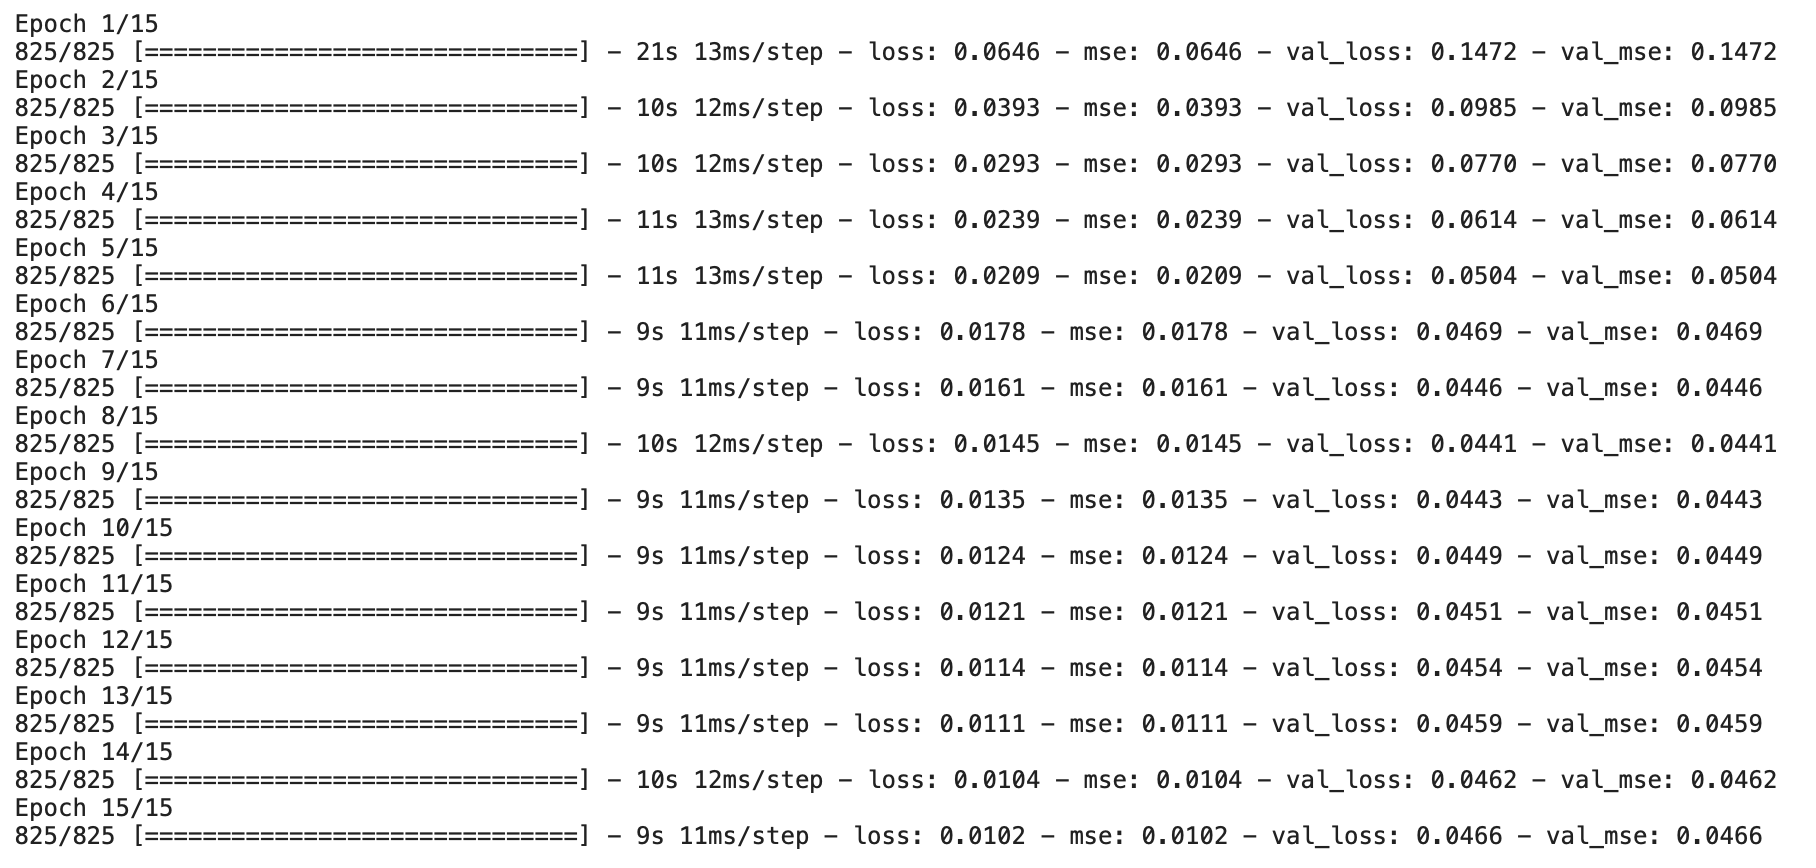 Epoch 1/15
825/825 [==============================] - 21s 13ms/step - loss: 0.0646 - mse: 0.0646 - val_loss: 0.1472 - val_mse: 0.1472
Epoch 2/15
825/825 [==============================] - 10s 12ms/step - loss: 0.0393 - mse: 0.0393 - val_loss: 0.0985 - val_mse: 0.0985
Epoch 3/15
825/825 [==============================] - 10s 12ms/step - loss: 0.0293 - mse: 0.0293 - val_loss: 0.0770 - val_mse: 0.0770
Epoch 4/15
825/825 [==============================] - 11s 13ms/step - loss: 0.0239 - mse: 0.0239 - val_loss: 0.0614 - val_mse: 0.0614
Epoch 5/15
825/825 [==============================] - 11s 13ms/step - loss: 0.0209 - mse: 0.0209 - val_loss: 0.0504 - val_mse: 0.0504
Epoch 6/15
825/825 [==============================] - 9s 11ms/step - loss: 0.0178 - mse: 0.0178 - val_loss: 0.0469 - val_mse: 0.0469
Epoch 7/15
825/825 [==============================] - 9s 11ms/step - loss: 0.0161 - mse: 0.0161 - val_loss: 0.0446 - val_mse: 0.0446
Epoch 8/15
825/825 [==============================] - 10s 12ms/step - loss: 0.0145 - mse: 0.0145 - val_loss: 0.0441 - val_mse: 0.0441
Epoch 9/15
825/825 [==============================] - 9s 11ms/step - loss: 0.0135 - mse: 0.0135 - val_loss: 0.0443 - val_mse: 0.0443
Epoch 10/15
825/825 [==============================] - 9s 11ms/step - loss: 0.0124 - mse: 0.0124 - val_loss: 0.0449 - val_mse: 0.0449
Epoch 11/15
825/825 [==============================] - 9s 11ms/step - loss: 0.0121 - mse: 0.0121 - val_loss: 0.0451 - val_mse: 0.0451
Epoch 12/15
825/825 [==============================] - 9s 11ms/step - loss: 0.0114 - mse: 0.0114 - val_loss: 0.0454 - val_mse: 0.0454
Epoch 13/15
825/825 [==============================] - 9s 11ms/step - loss: 0.0111 - mse: 0.0111 - val_loss: 0.0459 - val_mse: 0.0459
Epoch 14/15
825/825 [==============================] - 10s 12ms/step - loss: 0.0104 - mse: 0.0104 - val_loss: 0.0462 - val_mse: 0.0462
Epoch 15/15
825/825 [==============================] - 9s 11ms/step - loss: 0.0102 - mse: 0.0102 - val_loss: 0.0466 - val_mse: 0.0466